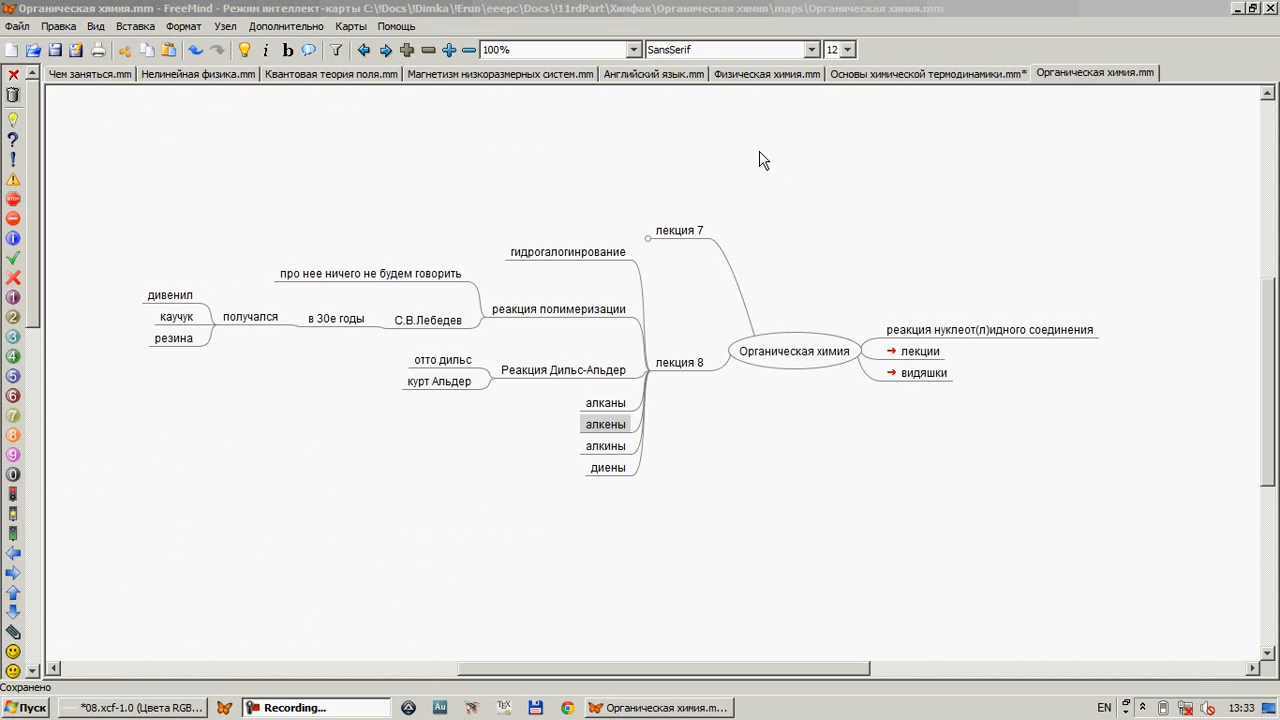 Органическая химия.mm - FreeMind - Режим интеллект-карты C:\!Docs\!Dimka\!Erun\eeepc\Docs\!11rdPart\Химфак\Органическая химия\maps\Органическая химия.mm
Файл Правка Вид Вставка Формат Узел Дополнительно Карты Помощь
100% SansSerif 12
Чем заняться.mm Нелинейная физика.mm Квантовая теория поля.mm Магнетизм низкоразмерных систем.mm Английский язык.mm Физическая химия.mm Основы химической термодинамики.mm* Органическая химия.mm
лекция 7
гидрогалогинрование
про нее ничего не будем говорить
дивенил
реакция полимеризации
каучук получался в 30е годы С.В.Лебедев
реакция нуклеот(л)идного соединения
резина
Органическая химия
лекции
отто дильс
лекция 8
Реакция Дильс-Альдер
видяшки
курт Альдер
алканы
алкены
алкины
диены
Сохранено
Пуск *08.xcf-1.0 (Цвета RGB... Recording... Органическая химия.m... EN 13:33